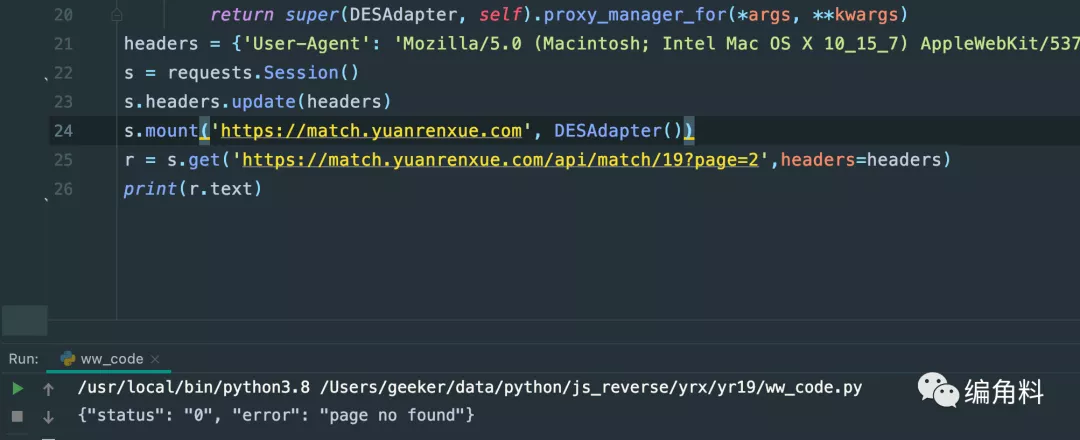 20 return super(DESAdapter, self).proxy_manager_for(*args, **kwargs)
21 headers = {'User-Agent': 'Mozilla/5.0 (Macintosh; Intel Mac OS X 10_15_7) AppleWebKit/537
22 s = requests.Session()
23 s.headers.update(headers)
24 s.mount('https://match.yuanrenxue.com', DESAdapter())
25 r = s.get('https://match.yuanrenxue.com/api/match/19?page=2',headers=headers)
26 print(r.text)
Run: ww_code ×
/usr/local/bin/python3.8 /Users/geeker/data/python/js_reverse/yrx/yr19/ww_code.py
{"status": "0", "error": "page no found"}
编角料